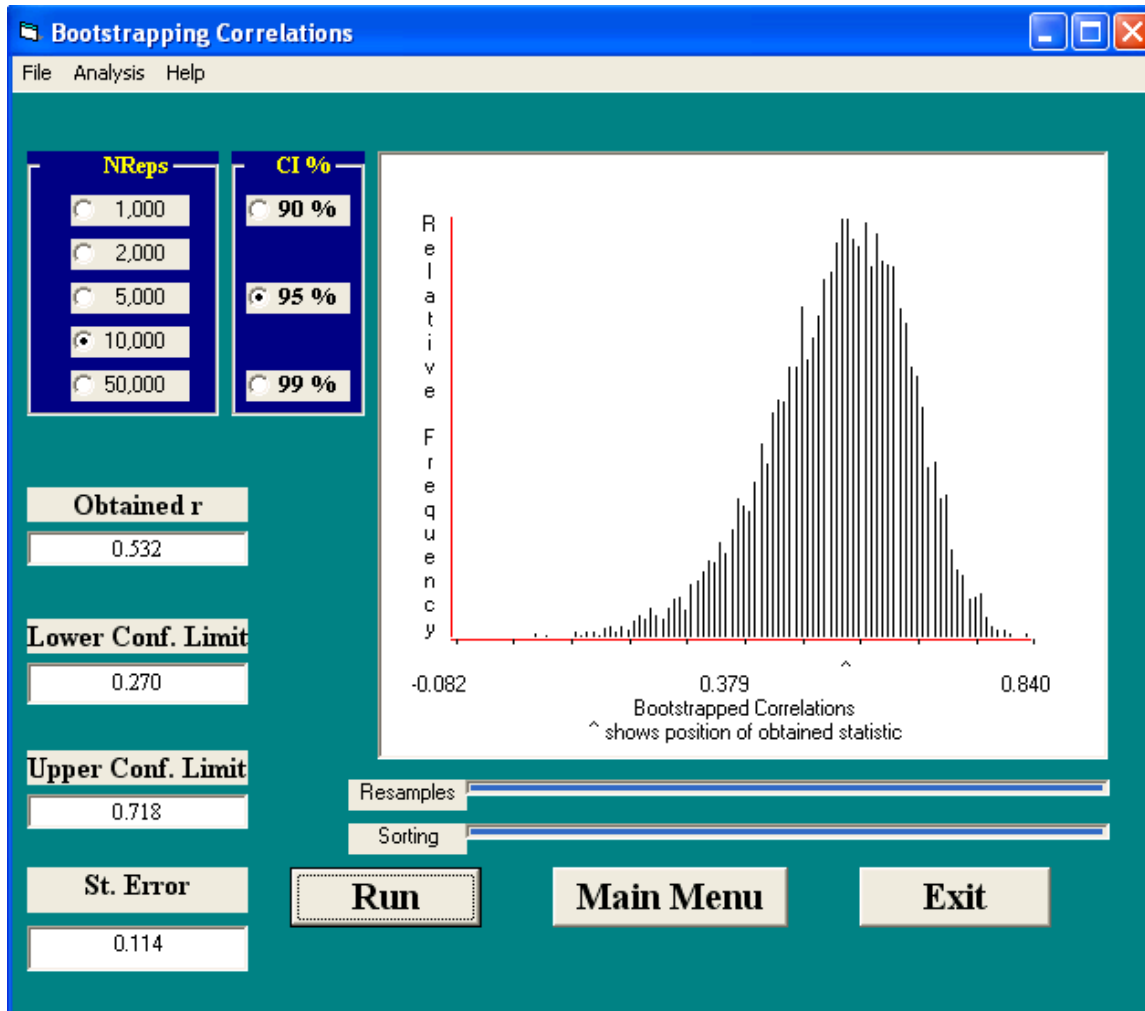 Bootstrapping Correlations
File Analysis Help
NReps
1,000
2,000
5,000
10,000
50,000
CI %
90 %
95 %
99 %
Obtained r
0.532
Lower Conf. Limit
0.270
Upper Conf. Limit
0.718
St. Error
0.114
Relative Frequency
^
-0.082 0.379 0.840
Bootstrapped Correlations
^ shows position of obtained statistic
Resamples
Sorting
Run
Main Menu
Exit